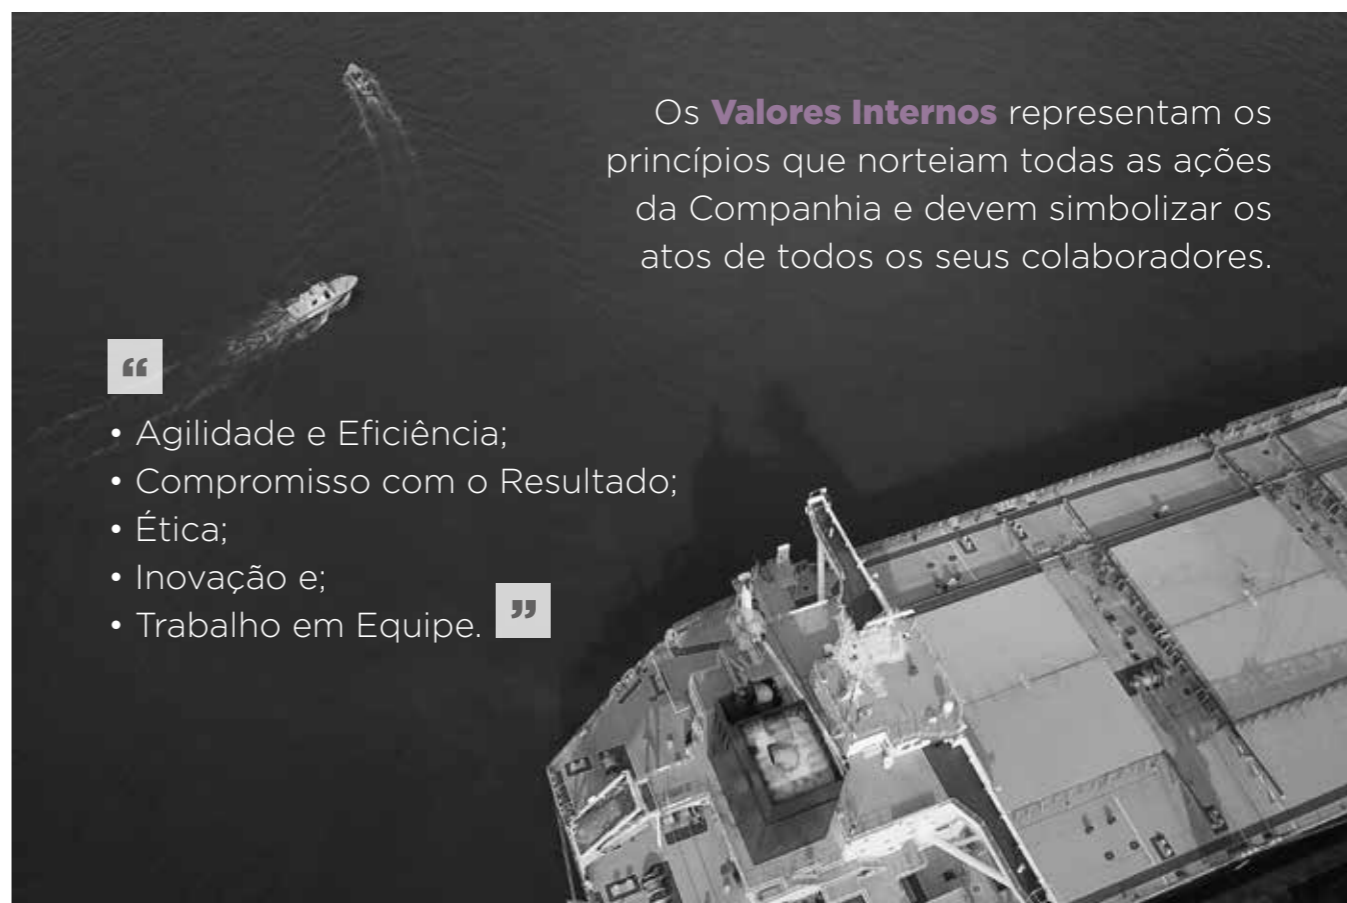 Os Valores Internos representam os
princípios que norteiam todas as ações
da Companhia e devem simbolizar os
atos de todos os seus colaboradores.
“
• Agilidade e Eficiência;
• Compromisso com o Resultado;
• Ética;
• Inovação e;
• Trabalho em Equipe. ”